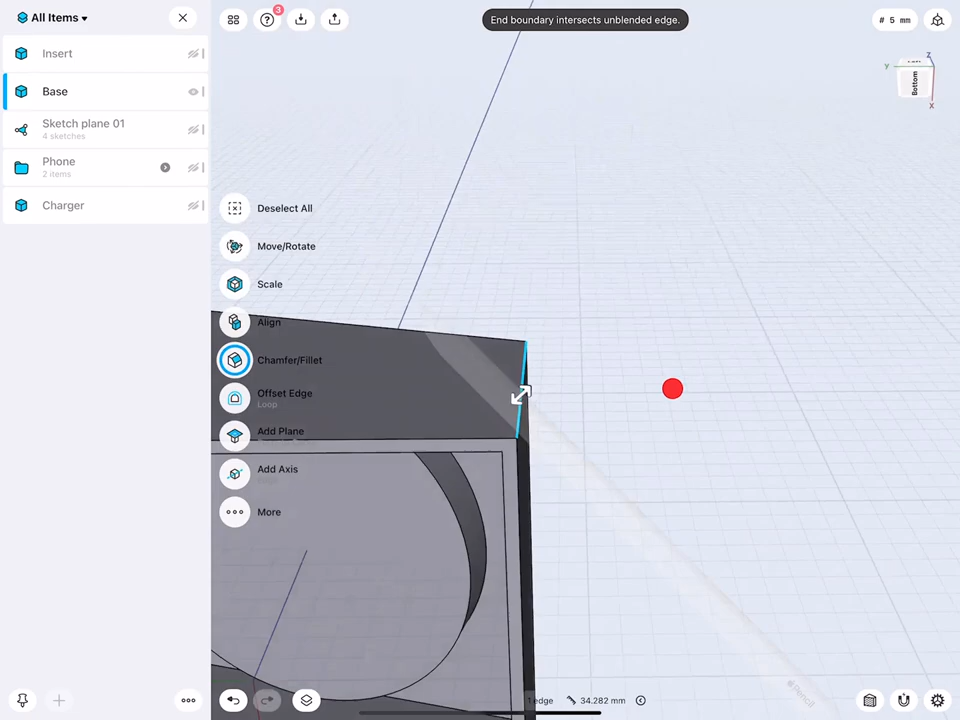 All Items
3
End boundary intersects unblended edge.
# 5 mm
Insert
Base
Sketch plane 01
4 sketches
Phone
2 items
Charger
Z
Y
Bottom
X
Deselect All
Move/Rotate
Scale
Align
Chamfer/Fillet
Offset Edge
Loop
Add Plane
Add Axis
More
1 edge
34.282 mm